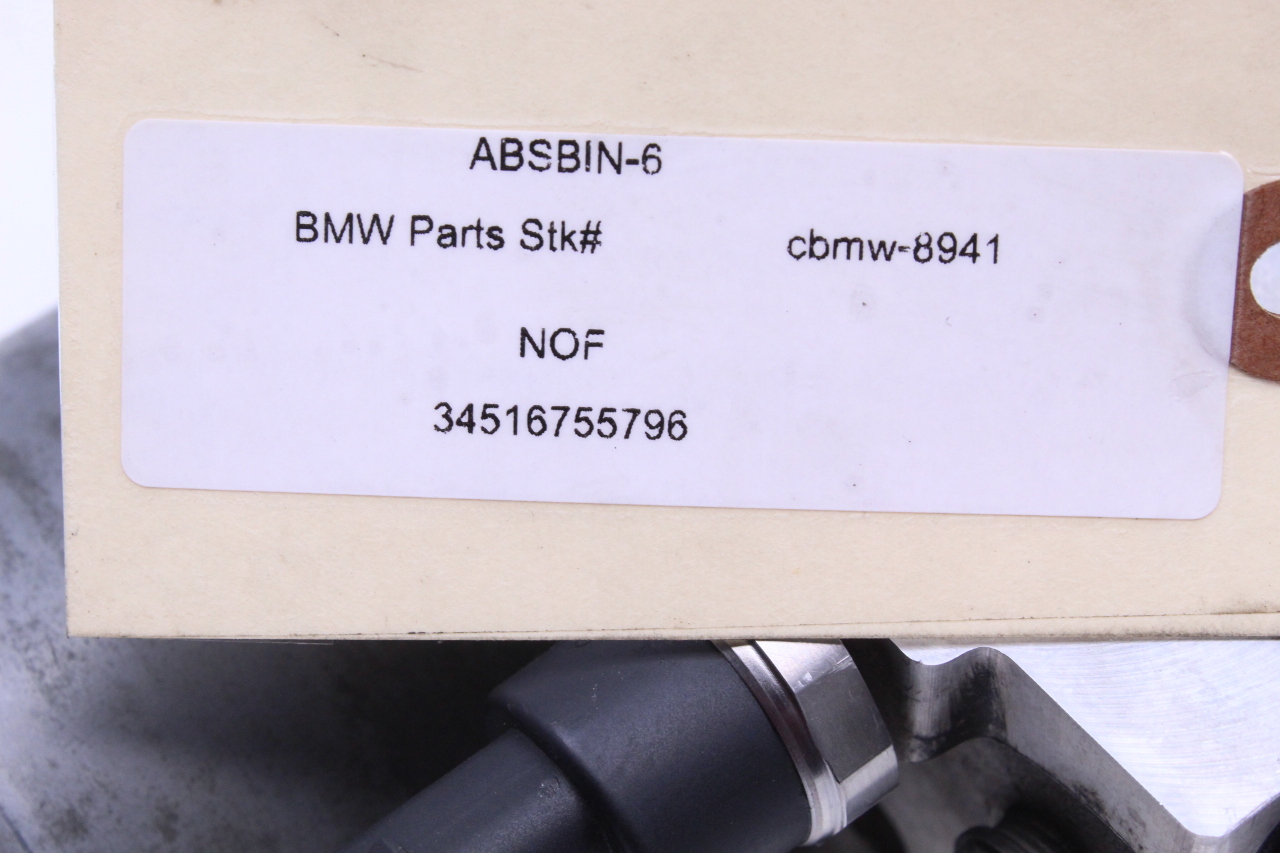 ABSBIN-6
BMW Parts Stk# cbmw-8941
NOF
34516755796